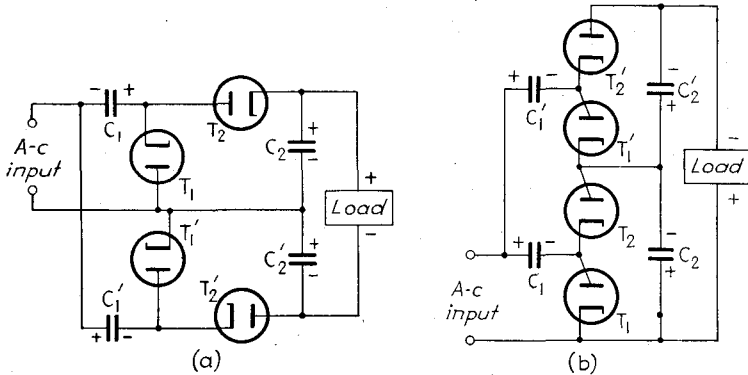 - +
C₁
T₂
A-c
input
T₁
+
C₂
-
+
Load
-
T₁′
+
C₂′
-
C₁′
T₂′
+ -
(a)
T₂′
+ -
C₁′
T₁′
-
C₂′
+
-
Load
+
T₂
+ -
C₁
-
C₂
+
A-c
input
T₁
(b)